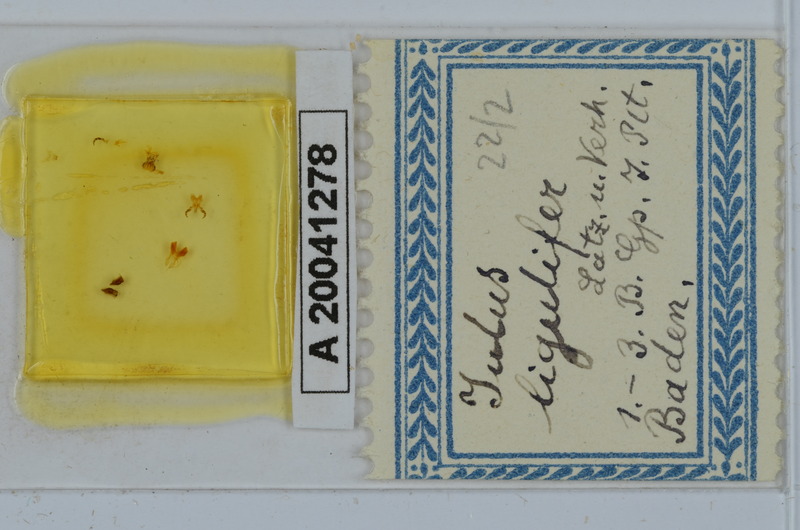 A 20041278
22/2
Julus
ligulifer
Latz. u. Verh.
1.-3. B. Gp. 7. Plt.
Baden.